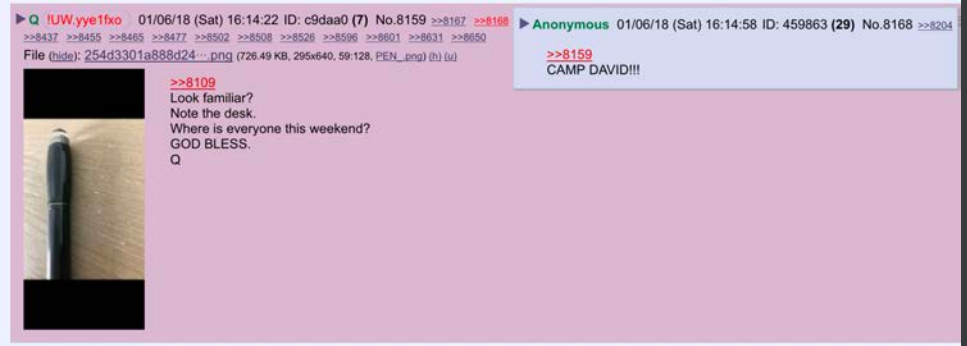 ▶ Q !UW.yye1fxo 01/06/18 (Sat) 16:14:22 ID: c9daa0 (7) No.8159 >>8167 >>8168
>>8437 >>8455 >>8465 >>8477 >>8502 >>8508 >>8526 >>8596 >>8601 >>8631 >>8650
File (hide): 254d3301a888d24⋯.png (726.49 KB, 295x640, 59:128, PEN_.png) (h) (u)
>>8109
Look familiar?
Note the desk.
Where is everyone this weekend?
GOD BLESS.
Q
▶ Anonymous 01/06/18 (Sat) 16:14:58 ID: 459863 (29) No.8168 >>8204
>>8159
CAMP DAVID!!!